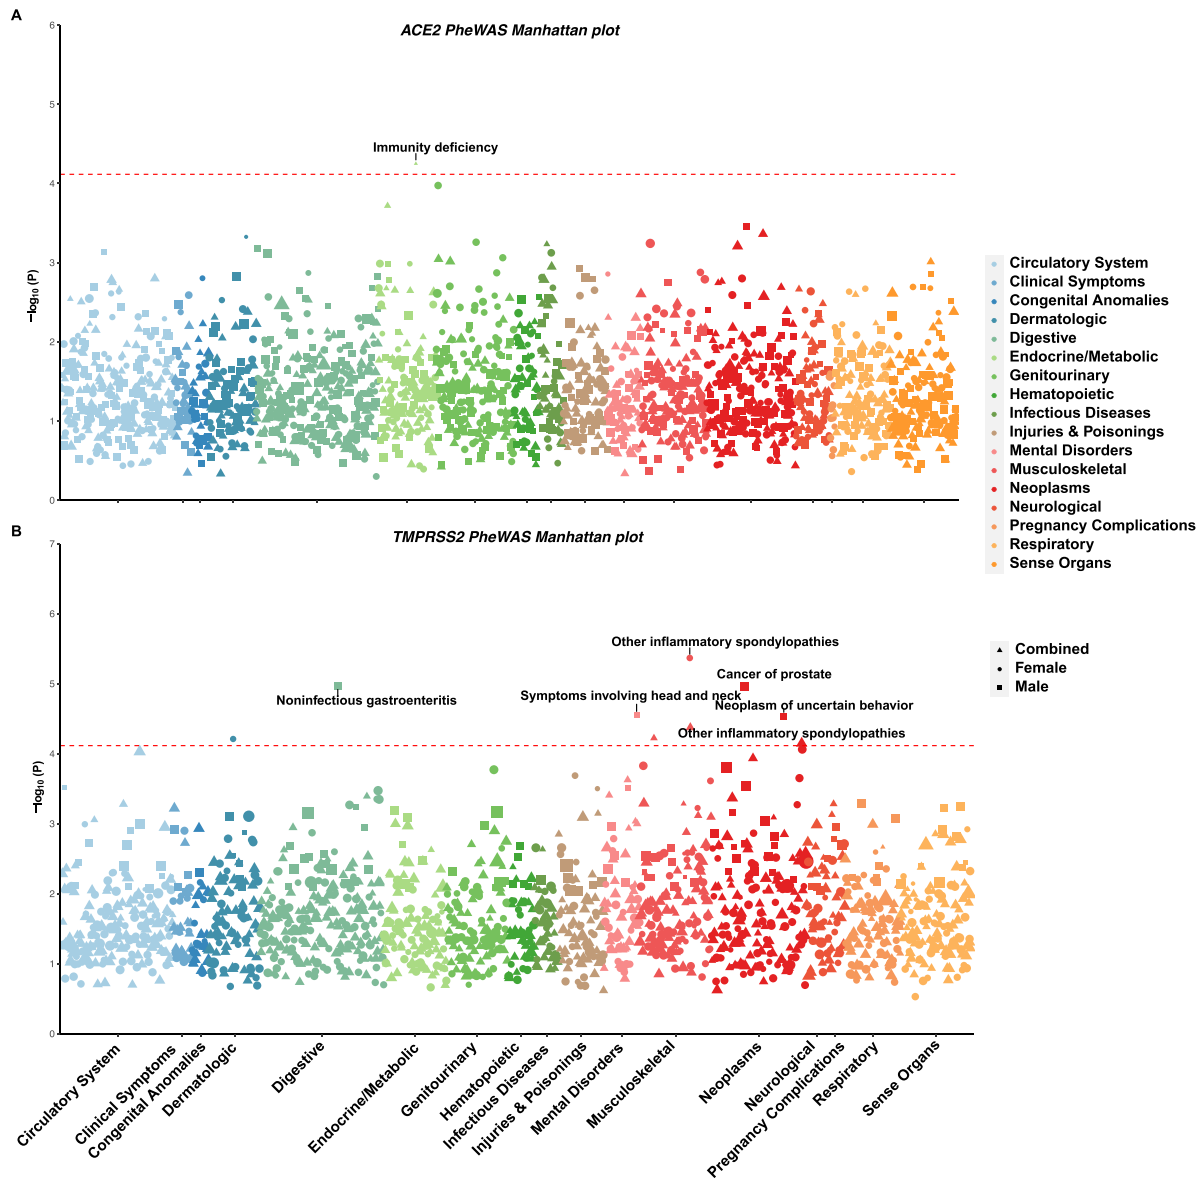 A
ACE2 PheWAS Manhattan plot
6
5
4
3
2
1
0
−log10 (P)
Immunity deficiency
Circulatory System
Clinical Symptoms
Congenital Anomalies
Dermatologic
Digestive
Endocrine/Metabolic
Genitourinary
Hematopoietic
Infectious Diseases
Injuries & Poisonings
Mental Disorders
Musculoskeletal
Neoplasms
Neurological
Pregnancy Complications
Respiratory
Sense Organs
B
TMPRSS2 PheWAS Manhattan plot
7
6
5
4
3
2
1
0
−log10 (P)
Other inflammatory spondylopathies
Cancer of prostate
Noninfectious gastroenteritis
Symptoms involving head and neck
Neoplasm of uncertain behavior
Other inflammatory spondylopathies
Combined
Female
Male
Circulatory System
Clinical Symptoms
Congenital Anomalies
Dermatologic
Digestive
Endocrine/Metabolic
Genitourinary
Hematopoietic
Infectious Diseases
Injuries & Poisonings
Mental Disorders
Musculoskeletal
Neoplasms
Neurological
Pregnancy Complications
Respiratory
Sense Organs